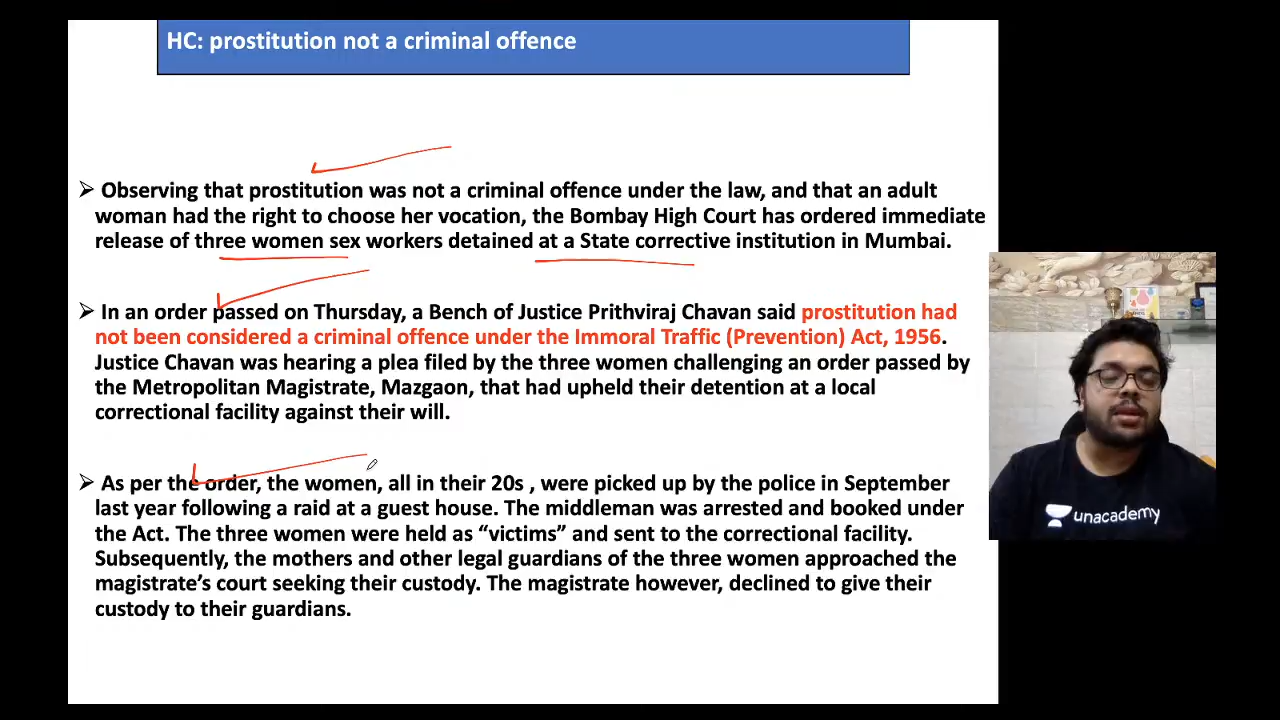 HC: prostitution not a criminal offence
➢ Observing that prostitution was not a criminal offence under the law, and that an adult
woman had the right to choose her vocation, the Bombay High Court has ordered immediate
release of three women sex workers detained at a State corrective institution in Mumbai.
➢ In an order passed on Thursday, a Bench of Justice Prithviraj Chavan said prostitution had
not been considered a criminal offence under the Immoral Traffic (Prevention) Act, 1956.
Justice Chavan was hearing a plea filed by the three women challenging an order passed by
the Metropolitan Magistrate, Mazgaon, that had upheld their detention at a local
correctional facility against their will.
➢ As per the order, the women, all in their 20s , were picked up by the police in September
last year following a raid at a guest house. The middleman was arrested and booked under
the Act. The three women were held as “victims” and sent to the correctional facility.
Subsequently, the mothers and other legal guardians of the three women approached the
magistrate’s court seeking their custody. The magistrate however, declined to give their
custody to their guardians.
unacademy